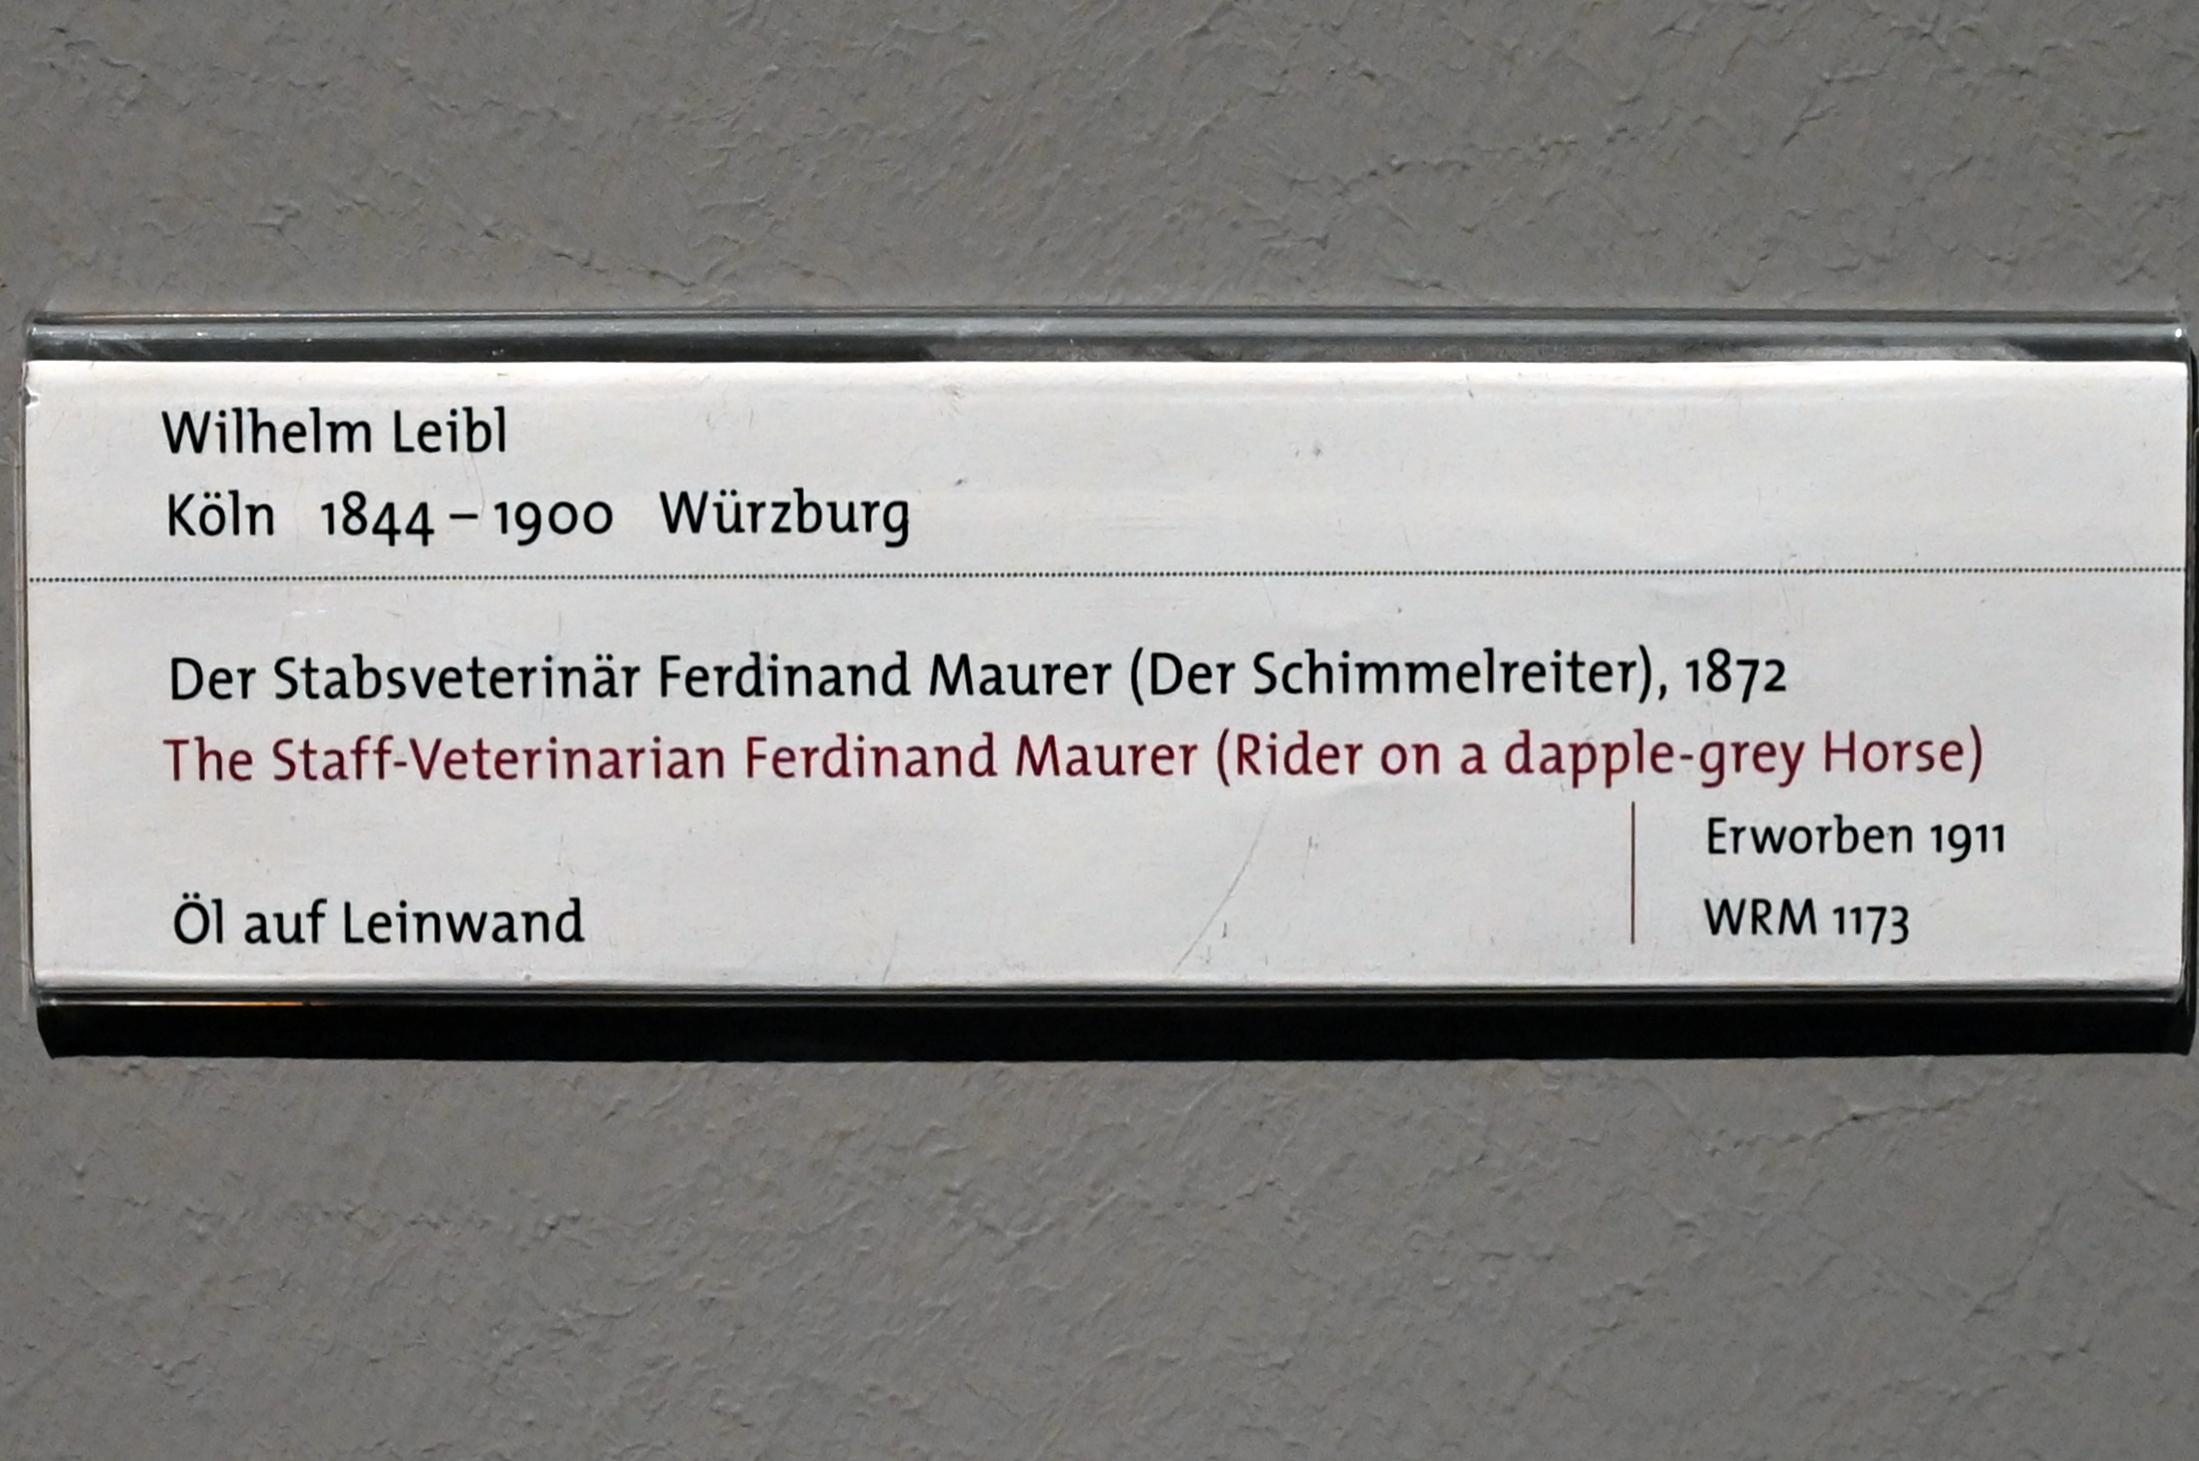 Wilhelm Leibl
Köln 1844 – 1900 Würzburg
Der Stabsveterinär Ferdinand Maurer (Der Schimmelreiter), 1872
The Staff-Veterinarian Ferdinand Maurer (Rider on a dapple-grey Horse)
Erworben 1911
Öl auf Leinwand
WRM 1173